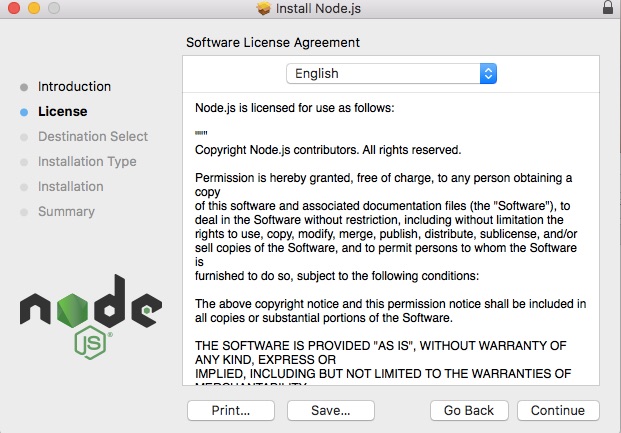 Install Node.js
Software License Agreement
English
Introduction
License
Destination Select
Installation Type
Installation
Summary
node
JS
®
Node.js is licensed for use as follows:
"""
Copyright Node.js contributors. All rights reserved.
Permission is hereby granted, free of charge, to any person obtaining a
copy
of this software and associated documentation files (the "Software"), to
deal in the Software without restriction, including without limitation the
rights to use, copy, modify, merge, publish, distribute, sublicense, and/or
sell copies of the Software, and to permit persons to whom the Software
is
furnished to do so, subject to the following conditions:
The above copyright notice and this permission notice shall be included in
all copies or substantial portions of the Software.
THE SOFTWARE IS PROVIDED "AS IS", WITHOUT WARRANTY OF
ANY KIND, EXPRESS OR
IMPLIED, INCLUDING BUT NOT LIMITED TO THE WARRANTIES OF
MERCHANTABILITY
Print...
Save...
Go Back
Continue